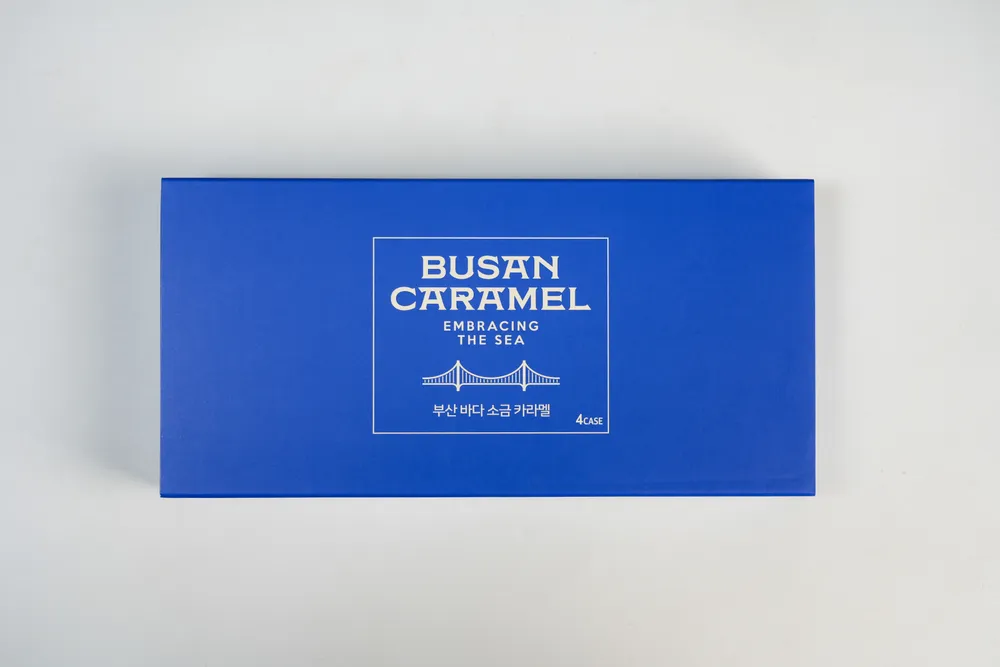 BUSAN
CARAMEL
EMBRACING
THE SEA
부산 바다 소금 카라멜
4CASE